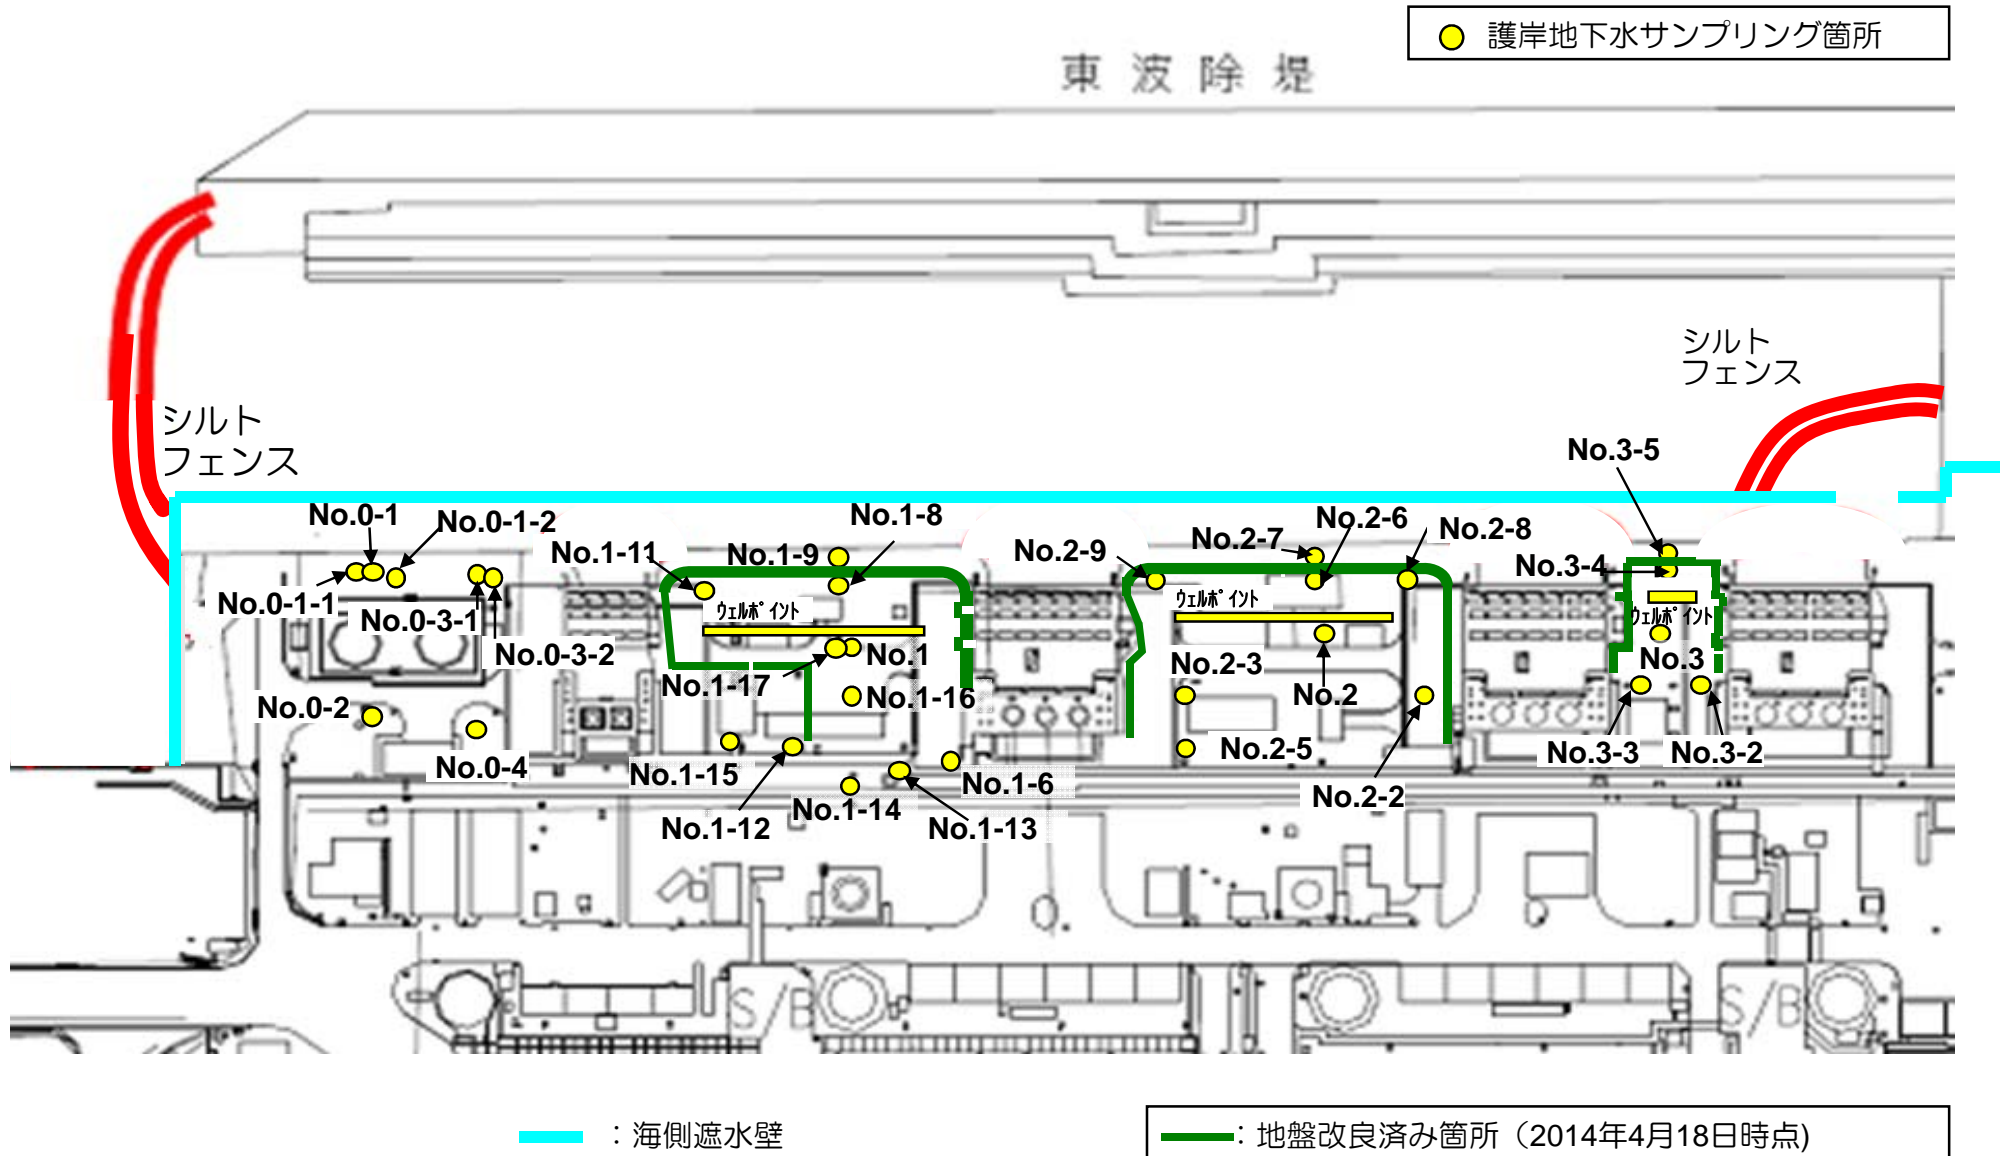 護岸地下水サンプリング箇所
東波除堤
シルト
フェンス
シルト
フェンス
No.3-5
No.0-1
No.0-1-2
No.1-8
No.2-6
No.2-8
No.1-11
No.1-9
No.2-9
No.2-7
No.3-4
No.0-1-1
No.0-3-1
ウェルポイント
ウェルポイント
ウェルポイント
No.0-3-2
No.1
No.1-17
No.2-3
No.3
No.1-16
No.2
No.0-2
No.0-4
No.1-15
No.1-6
No.2-5
No.3-3
No.3-2
No.1-12
No.1-14
No.1-13
No.2-2
S/B
S/B
：海側遮水壁
：地盤改良済み箇所（2014年4月18日時点)